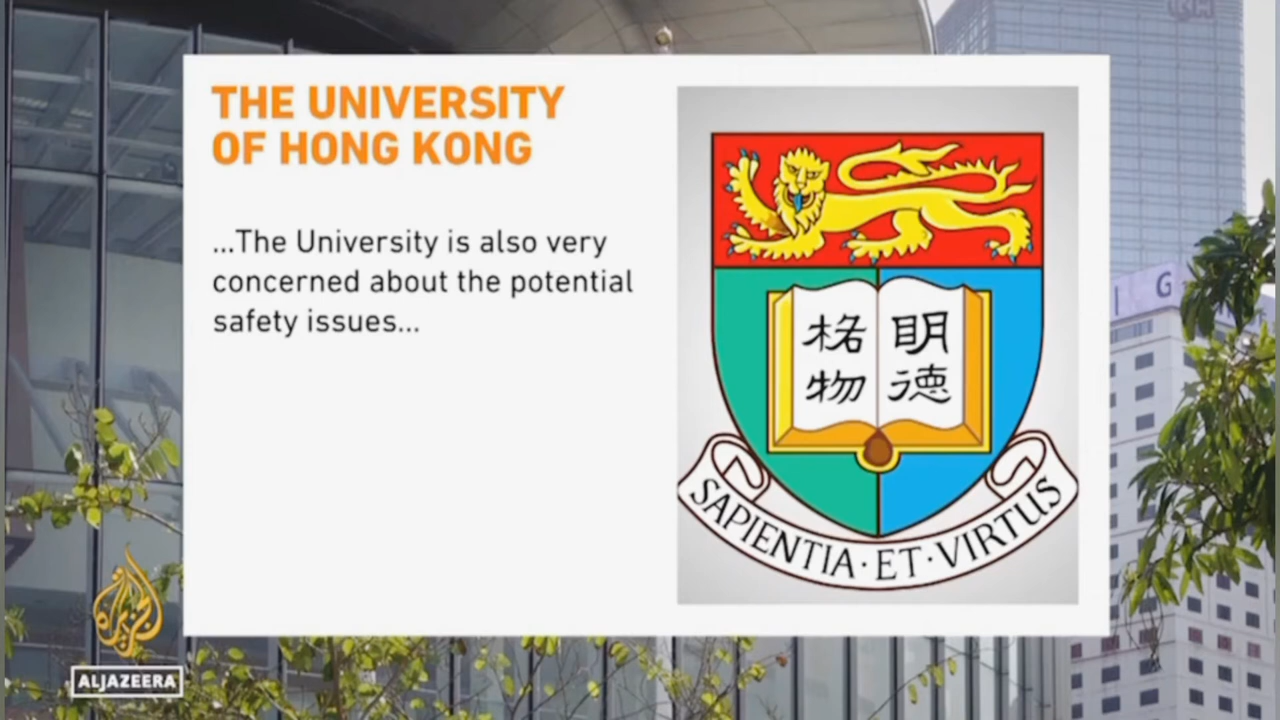 THE UNIVERSITY
OF HONG KONG
...The University is also very
concerned about the potential
safety issues...
格 明
物 德
SAPIENTIA·ET·VIRTUS
G
الجزيرة
ALJAZEERA